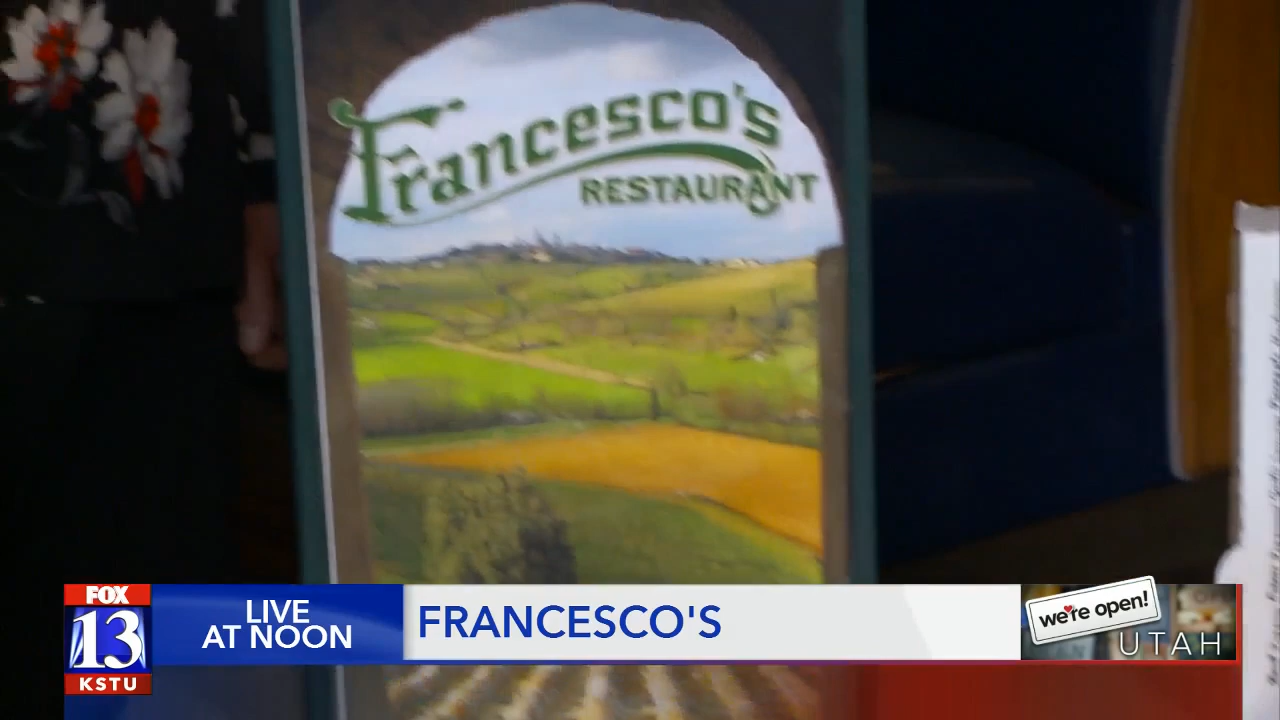 Francesco's
RESTAURANT
FOX
13
KSTU
LIVE
AT NOON
FRANCESCO'S
we're open!
UTAH